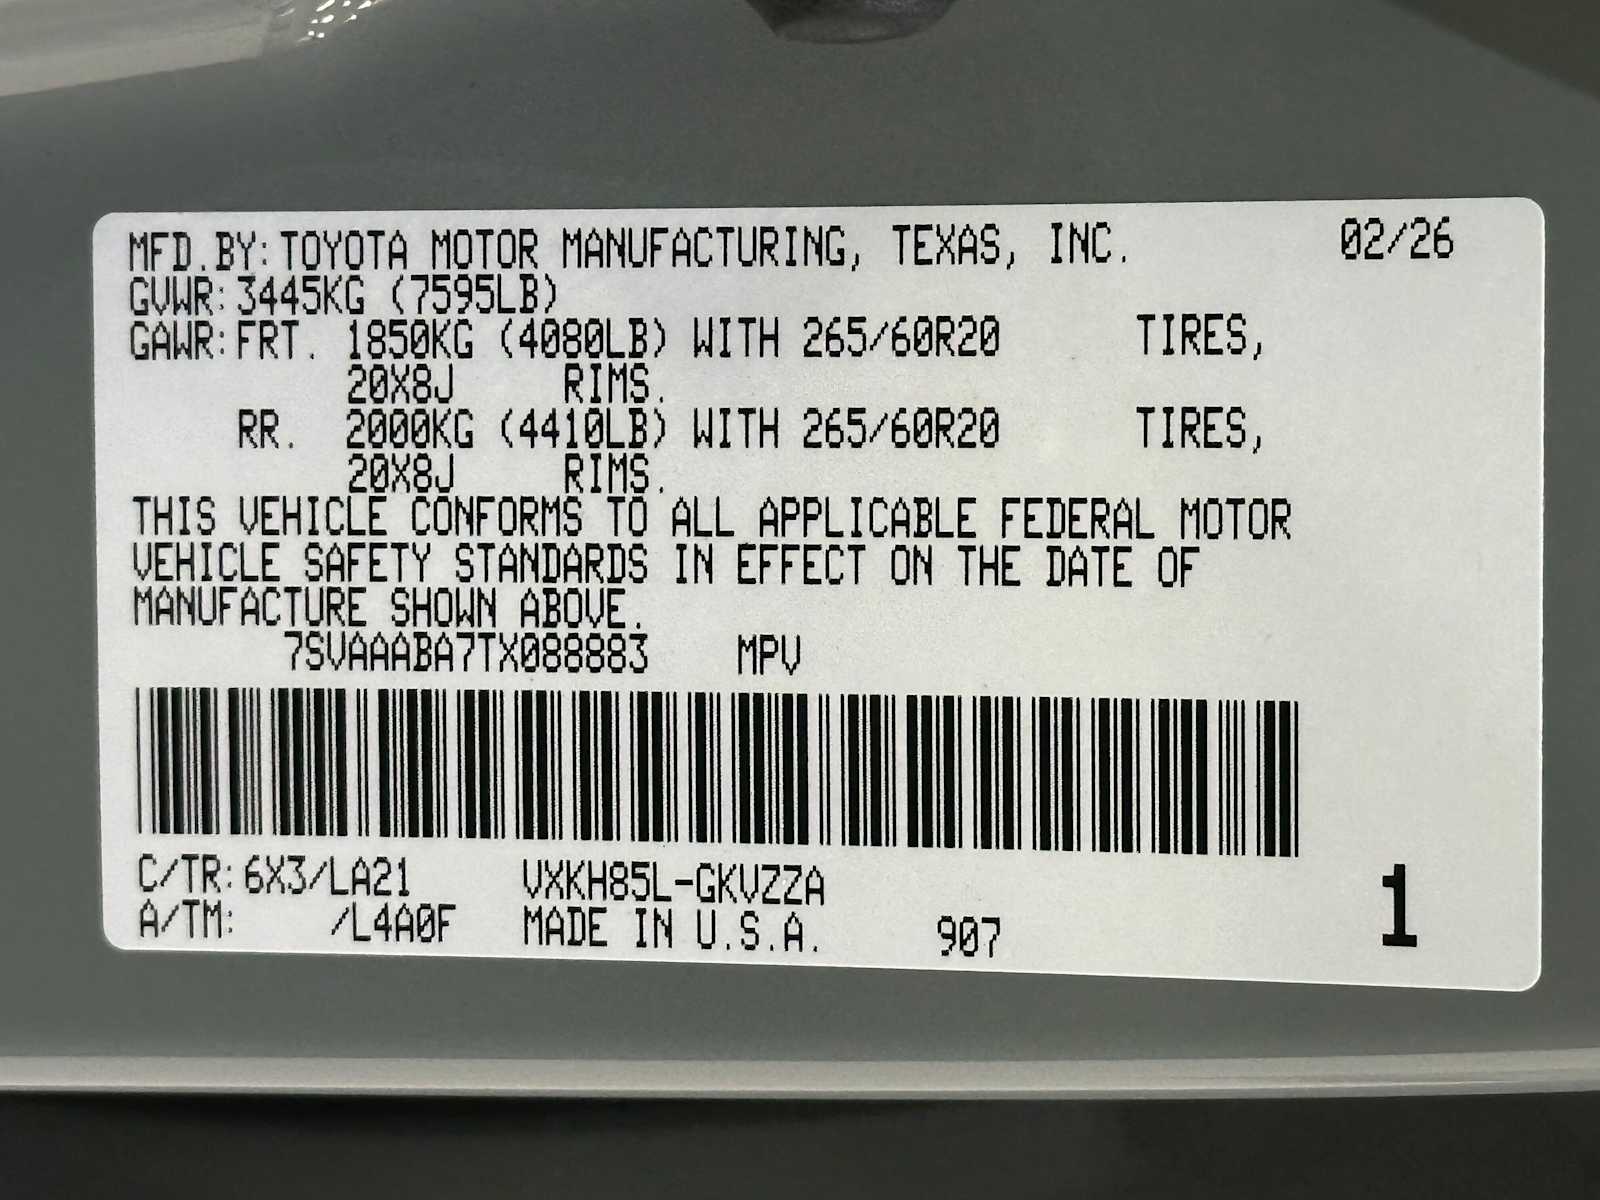 MFD.BY: TOYOTA MOTOR MANUFACTURING, TEXAS, INC. 02/26
GVWR: 3445KG (7595LB)
GAWR: FRT. 1850KG (4080LB) WITH 265/60R20 TIRES,
20X8J RIMS.
RR. 2000KG (4410LB) WITH 265/60R20 TIRES,
20X8J RIMS.
THIS VEHICLE CONFORMS TO ALL APPLICABLE FEDERAL MOTOR
VEHICLE SAFETY STANDARDS IN EFFECT ON THE DATE OF
MANUFACTURE SHOWN ABOVE.
7SVAAABA7TX088883 MPV
C/TR: 6X3/LA21 VXKH85L-GKVZZA
A/TM: /L4A0F MADE IN U.S.A. 907 1